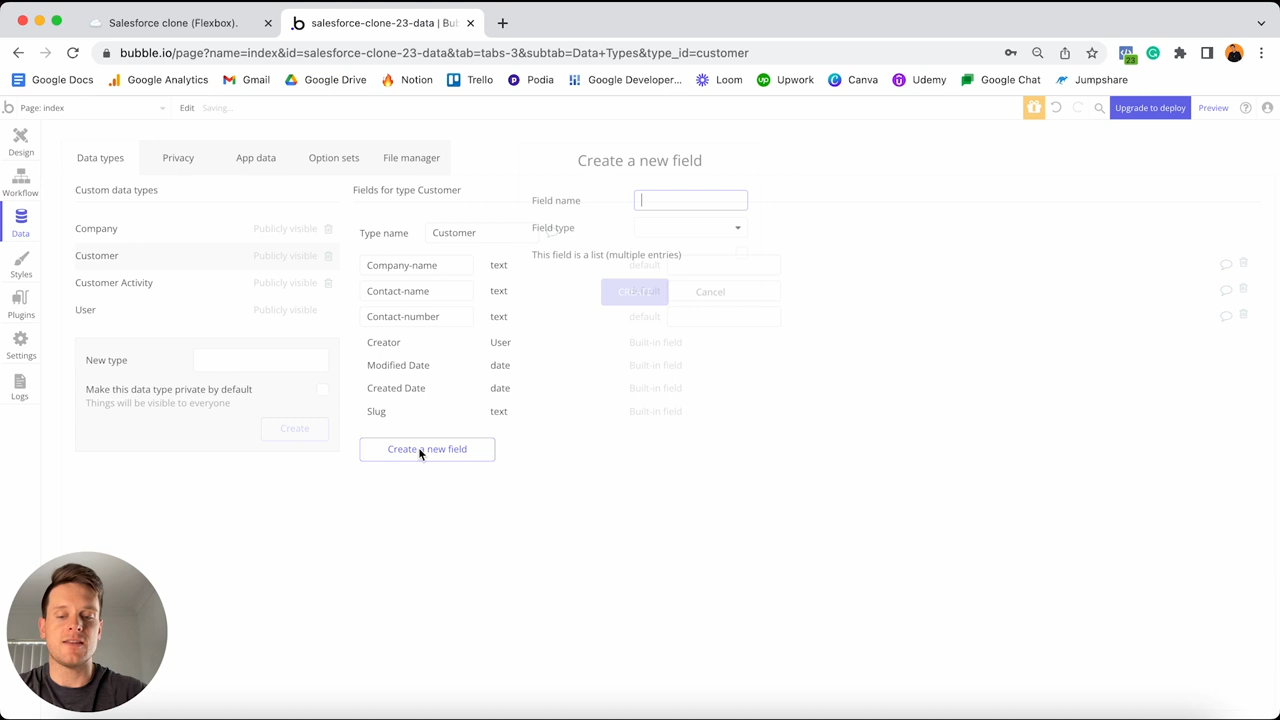 Salesforce clone (Flexbox).
salesforce-clone-23-data | Bub
bubble.io/page?name=index&id=salesforce-clone-23-data&tab=tabs-3&subtab=Data+Types&type_id=customer
23
Google Docs Google Analytics Gmail Google Drive Notion Trello Podia Google Developer... Loom Upwork Canva Udemy Google Chat Jumpshare
Page: index Edit Saving... Upgrade to deploy Preview
Design
Workflow
Data
Styles
Plugins
Settings
Logs
Data types Privacy App data Option sets File manager
Custom data types
Company Publicly visible
Customer Publicly visible
Customer Activity Publicly visible
User Publicly visible
New type
Make this data type private by default
Things will be visible to everyone
Create
Fields for type Customer
Type name Customer
Company-name text default
Contact-name text default
Contact-number text default
Creator User Built-in field
Modified Date date Built-in field
Created Date date Built-in field
Slug text Built-in field
Create a new field
Create a new field
Field name
Field type
This field is a list (multiple entries)
CREATE Cancel